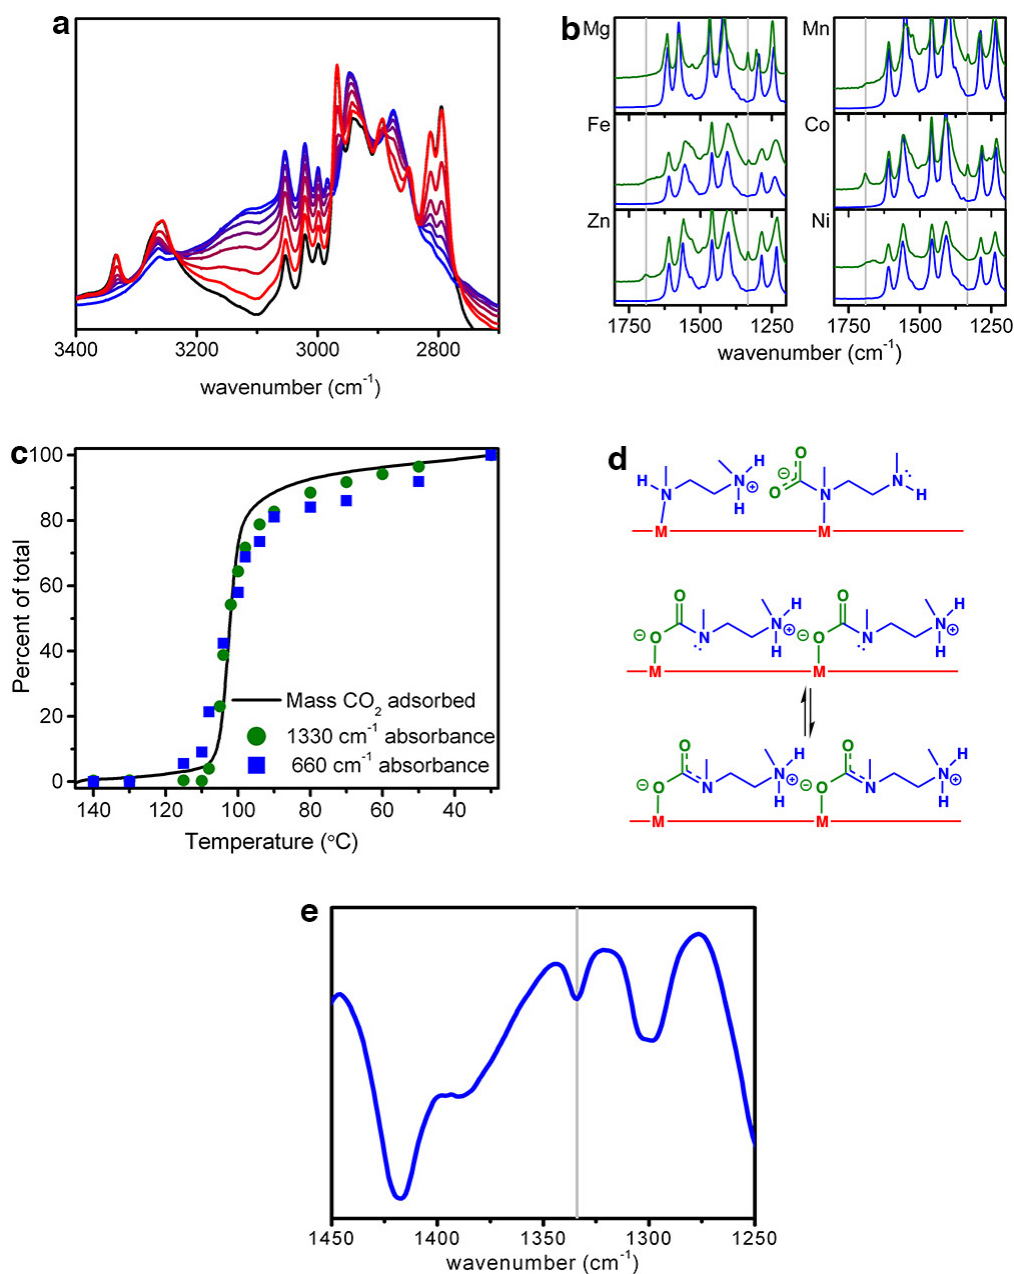 a
3400 3200 3000 2800
wavenumber (cm⁻¹)
b
Mg
Mn
Fe
Co
Zn
Ni
1750 1500 1250
1750 1500 1250
wavenumber (cm⁻¹)
c
100
80
60
40
20
0
Percent of total
Mass CO₂ adsorbed
1330 cm⁻¹ absorbance
660 cm⁻¹ absorbance
140 120 100 80 60 40
Temperature (°C)
d
H N N H ⊕ H
⊖ O O N N H
M M
O ⊖ O N N H ⊕ H
O ⊖ O N N H ⊕ H
M M
O ⊖ O N N H ⊕ H
O ⊖ O N N H ⊕ H
M M
e
1450 1400 1350 1300 1250
wavenumber (cm⁻¹)